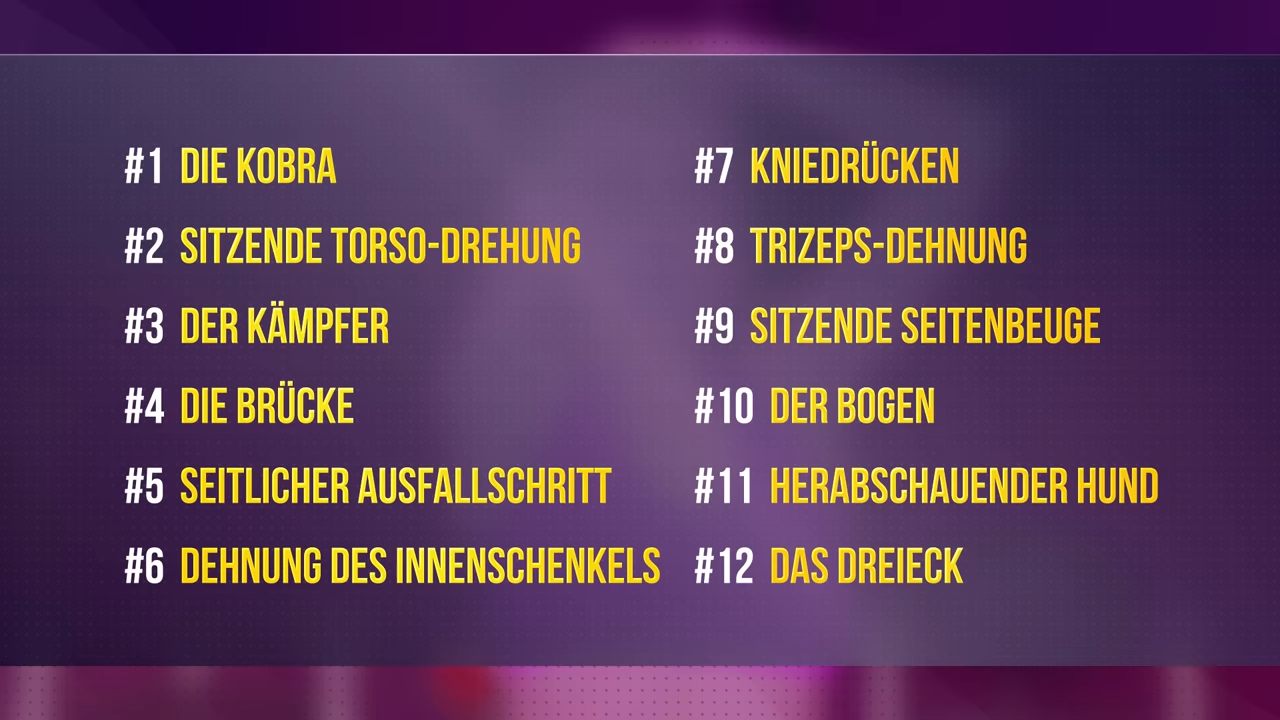 #1 DIE KOBRA
#2 SITZENDE TORSO-DREHUNG
#3 DER KÄMPFER
#4 DIE BRÜCKE
#5 SEITLICHER AUSFALLSCHRITT
#6 DEHNUNG DES INNENSCHENKELS
#7 KNIEDRÜCKEN
#8 TRIZEPS-DEHNUNG
#9 SITZENDE SEITENBEUGE
#10 DER BOGEN
#11 HERABSCHAUENDER HUND
#12 DAS DREIECK